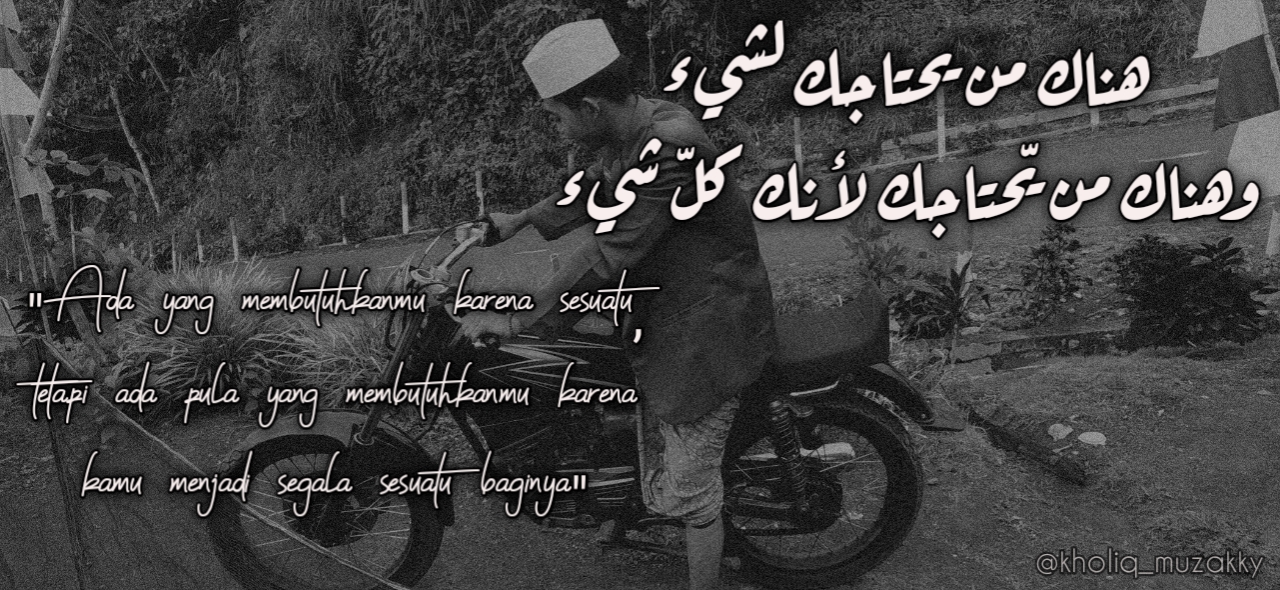 هناك من يحتاجك لشيء
وهناك من يّحتاجك لأنك كلّ شيء
"Ada yang membutuhkanmu karena sesuatu,
tetapi ada pula yang membutuhkanmu karena
kamu menjadi segala sesuatu baginya"
@kholiq_muzakky